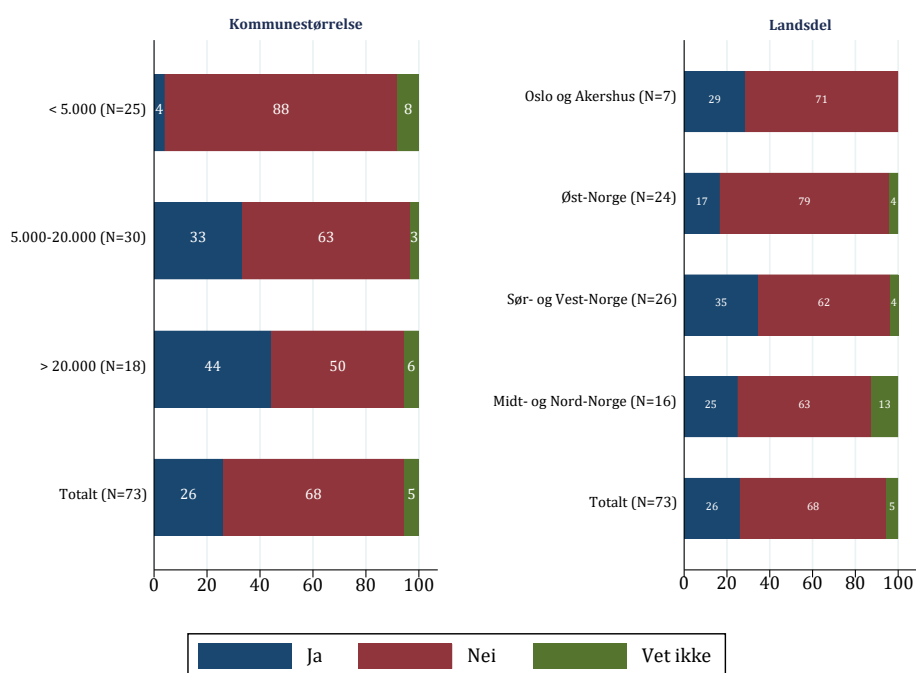 Kommunestørrelse
< 5.000 (N=25)
4 88 8
5.000-20.000 (N=30)
33 63 3
> 20.000 (N=18)
44 50 6
Totalt (N=73)
26 68 5
0 20 40 60 80 100
Landsdel
Oslo og Akershus (N=7)
29 71
Øst-Norge (N=24)
17 79 4
Sør- og Vest-Norge (N=26)
35 62 4
Midt- og Nord-Norge (N=16)
25 63 13
Totalt (N=73)
26 68 5
0 20 40 60 80 100
Ja Nei Vet ikke